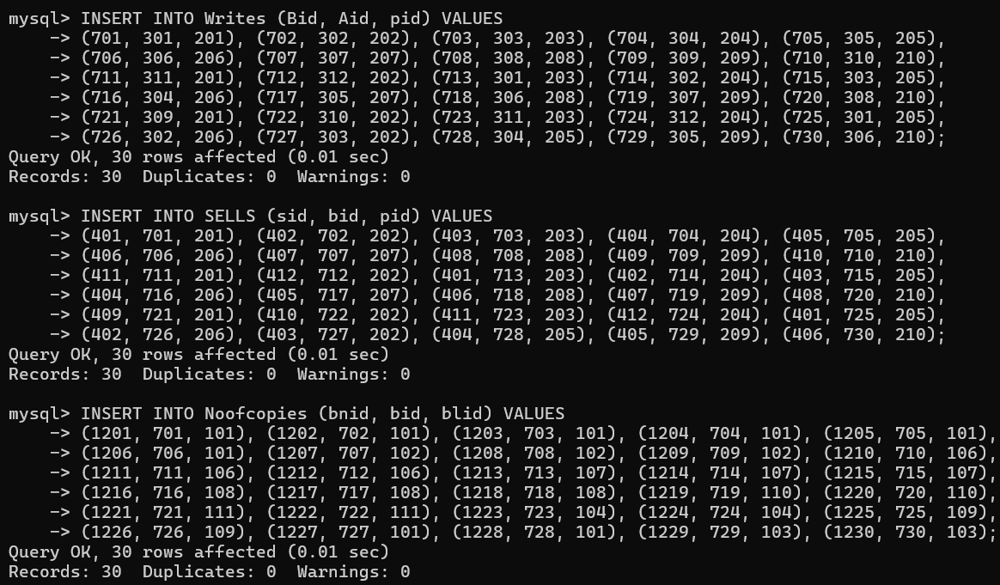 mysql> INSERT INTO Writes (Bid, Aid, pid) VALUES
    -> (701, 301, 201), (702, 302, 202), (703, 303, 203), (704, 304, 204), (705, 305, 205),
    -> (706, 306, 206), (707, 307, 207), (708, 308, 208), (709, 309, 209), (710, 310, 210),
    -> (711, 311, 201), (712, 312, 202), (713, 301, 203), (714, 302, 204), (715, 303, 205),
    -> (716, 304, 206), (717, 305, 207), (718, 306, 208), (719, 307, 209), (720, 308, 210),
    -> (721, 309, 201), (722, 310, 202), (723, 311, 203), (724, 312, 204), (725, 301, 205),
    -> (726, 302, 206), (727, 303, 202), (728, 304, 205), (729, 305, 209), (730, 306, 210);
Query OK, 30 rows affected (0.01 sec)
Records: 30  Duplicates: 0  Warnings: 0
mysql> INSERT INTO SELLS (sid, bid, pid) VALUES
    -> (401, 701, 201), (402, 702, 202), (403, 703, 203), (404, 704, 204), (405, 705, 205),
    -> (406, 706, 206), (407, 707, 207), (408, 708, 208), (409, 709, 209), (410, 710, 210),
    -> (411, 711, 201), (412, 712, 202), (401, 713, 203), (402, 714, 204), (403, 715, 205),
    -> (404, 716, 206), (405, 717, 207), (406, 718, 208), (407, 719, 209), (408, 720, 210),
    -> (409, 721, 201), (410, 722, 202), (411, 723, 203), (412, 724, 204), (401, 725, 205),
    -> (402, 726, 206), (403, 727, 202), (404, 728, 205), (405, 729, 209), (406, 730, 210);
Query OK, 30 rows affected (0.01 sec)
Records: 30  Duplicates: 0  Warnings: 0
mysql> INSERT INTO Noofcopies (bnid, bid, blid) VALUES
    -> (1201, 701, 101), (1202, 702, 101), (1203, 703, 101), (1204, 704, 101), (1205, 705, 101),
    -> (1206, 706, 101), (1207, 707, 102), (1208, 708, 102), (1209, 709, 102), (1210, 710, 106),
    -> (1211, 711, 106), (1212, 712, 106), (1213, 713, 107), (1214, 714, 107), (1215, 715, 107),
    -> (1216, 716, 108), (1217, 717, 108), (1218, 718, 108), (1219, 719, 110), (1220, 720, 110),
    -> (1221, 721, 111), (1222, 722, 111), (1223, 723, 104), (1224, 724, 104), (1225, 725, 109),
    -> (1226, 726, 109), (1227, 727, 101), (1228, 728, 101), (1229, 729, 103), (1230, 730, 103);
Query OK, 30 rows affected (0.01 sec)
Records: 30  Duplicates: 0  Warnings: 0